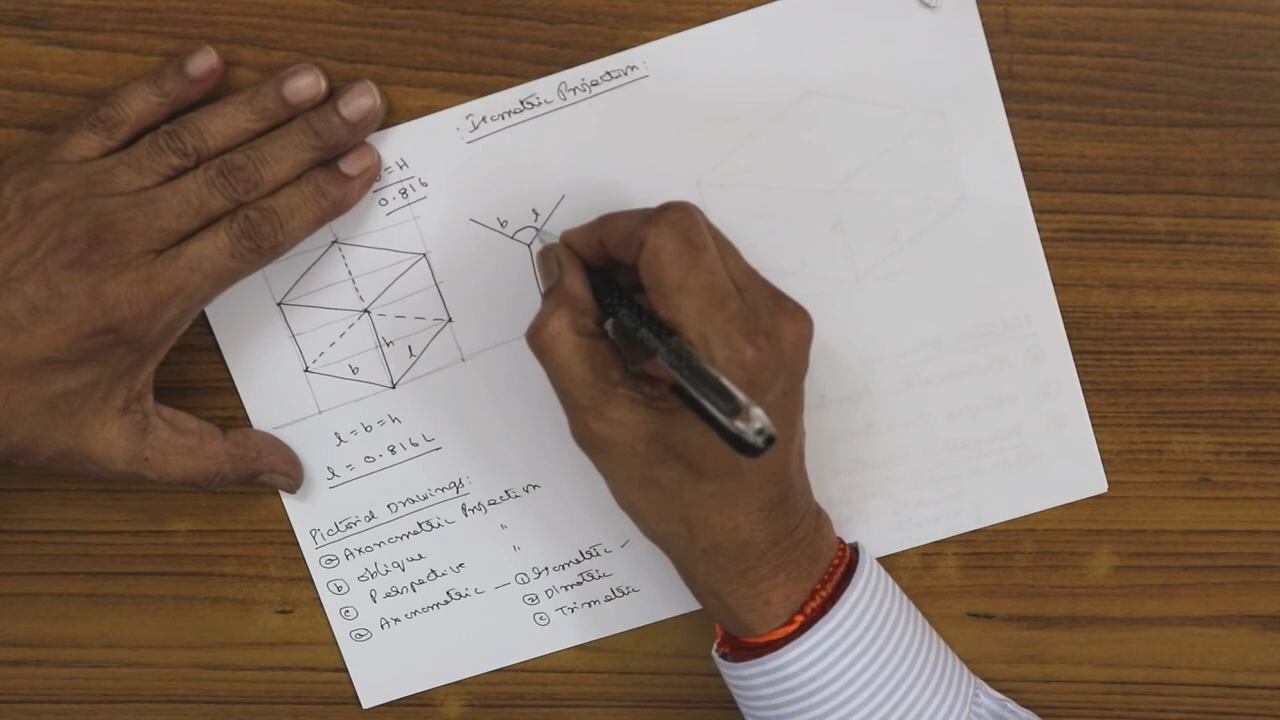 : Isometric Projection:
= H
0.816
b l
h
b l
l = b = h
l = 0.816L
Pictorial Drawings:
(a) Axonometric Projection
(b) oblique "
(c) Perspective "
(a) Axonometric — (1) Isometric -
(2) Dimetric
(c) Trimetric